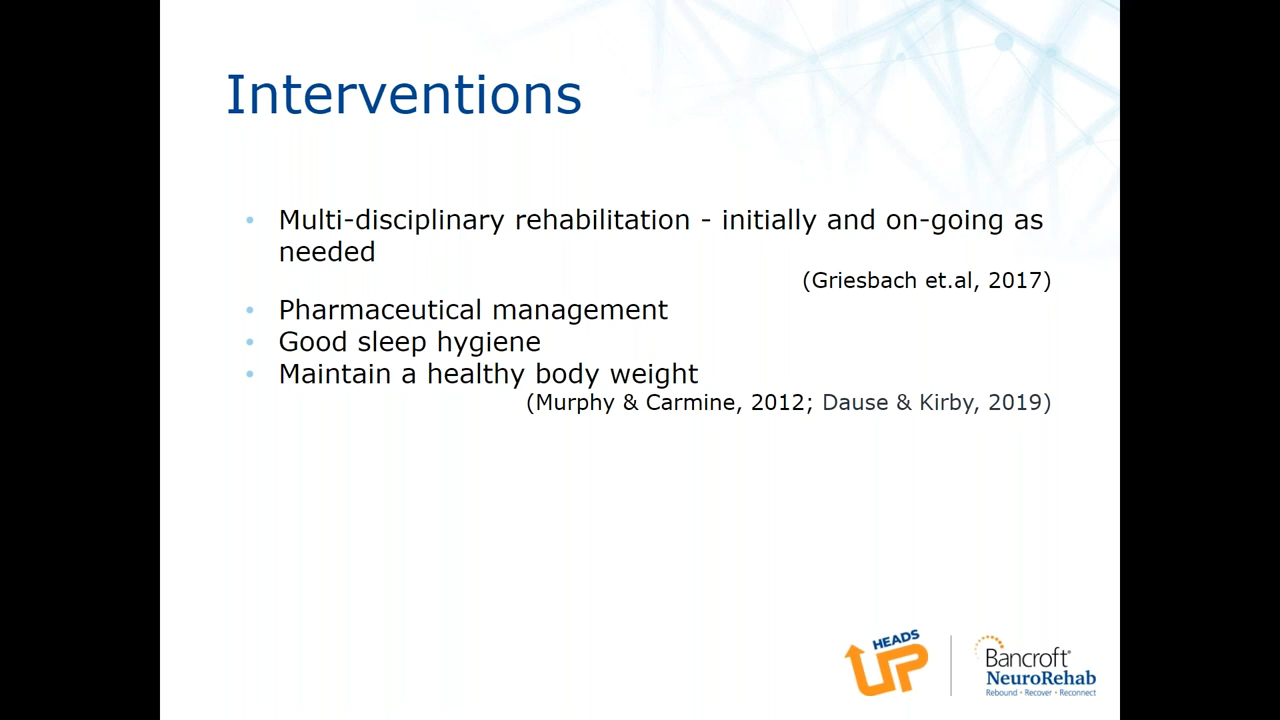 Interventions
• Multi-disciplinary rehabilitation - initially and on-going as
needed
(Griesbach et.al, 2017)
• Pharmaceutical management
• Good sleep hygiene
• Maintain a healthy body weight
(Murphy & Carmine, 2012; Dause & Kirby, 2019)
HEADS
UP
Bancroft®
NeuroRehab
Rebound • Recover • Reconnect